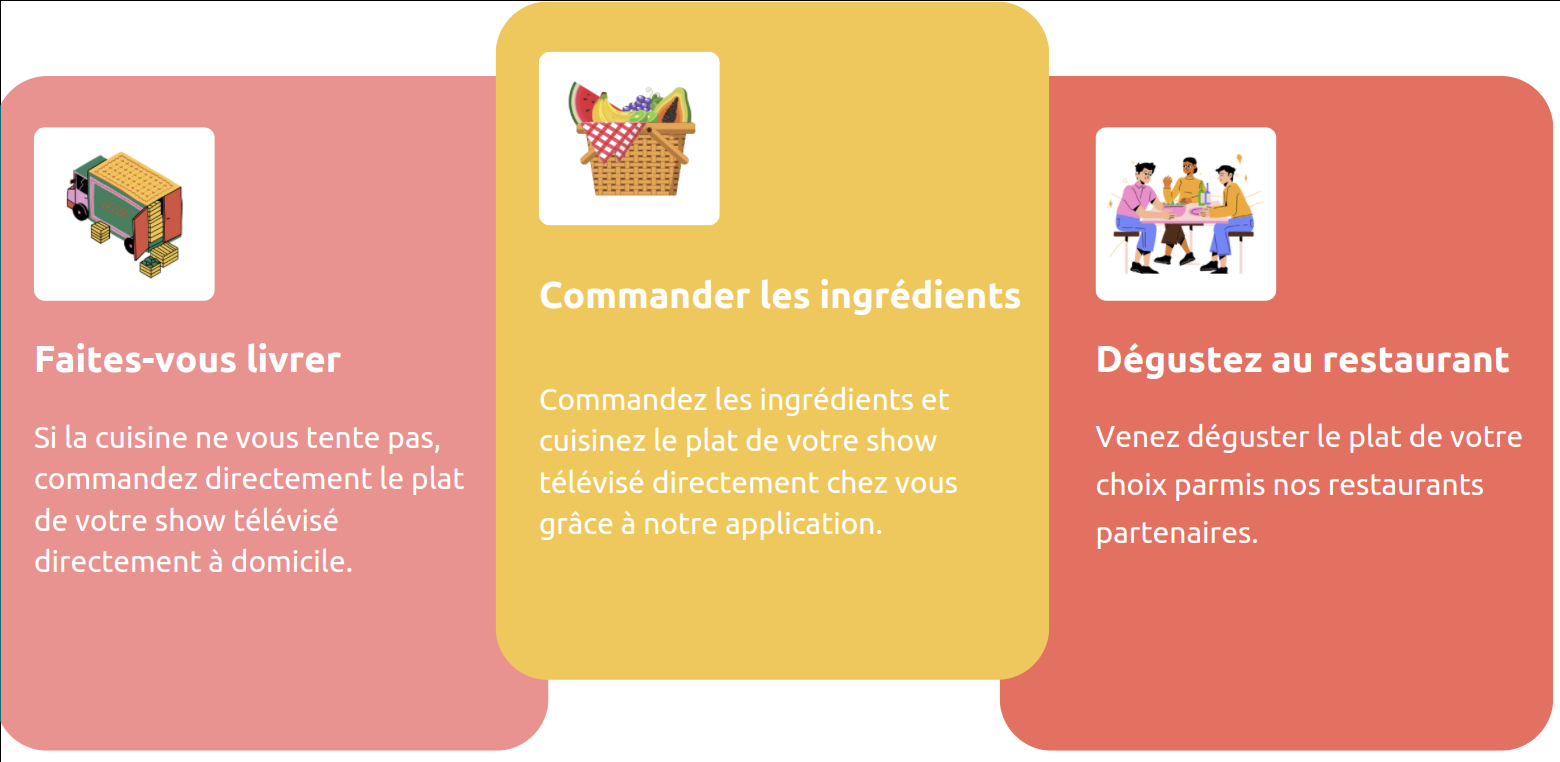 Faites-vous livrer
Si la cuisine ne vous tente pas,
commandez directement le plat
de votre show télévisé
directement à domicile.
Commander les ingrédients
Commandez les ingrédients et
cuisinez le plat de votre show
télévisé directement chez vous
grâce à notre application.
Dégustez au restaurant
Venez déguster le plat de votre
choix parmis nos restaurants
partenaires.